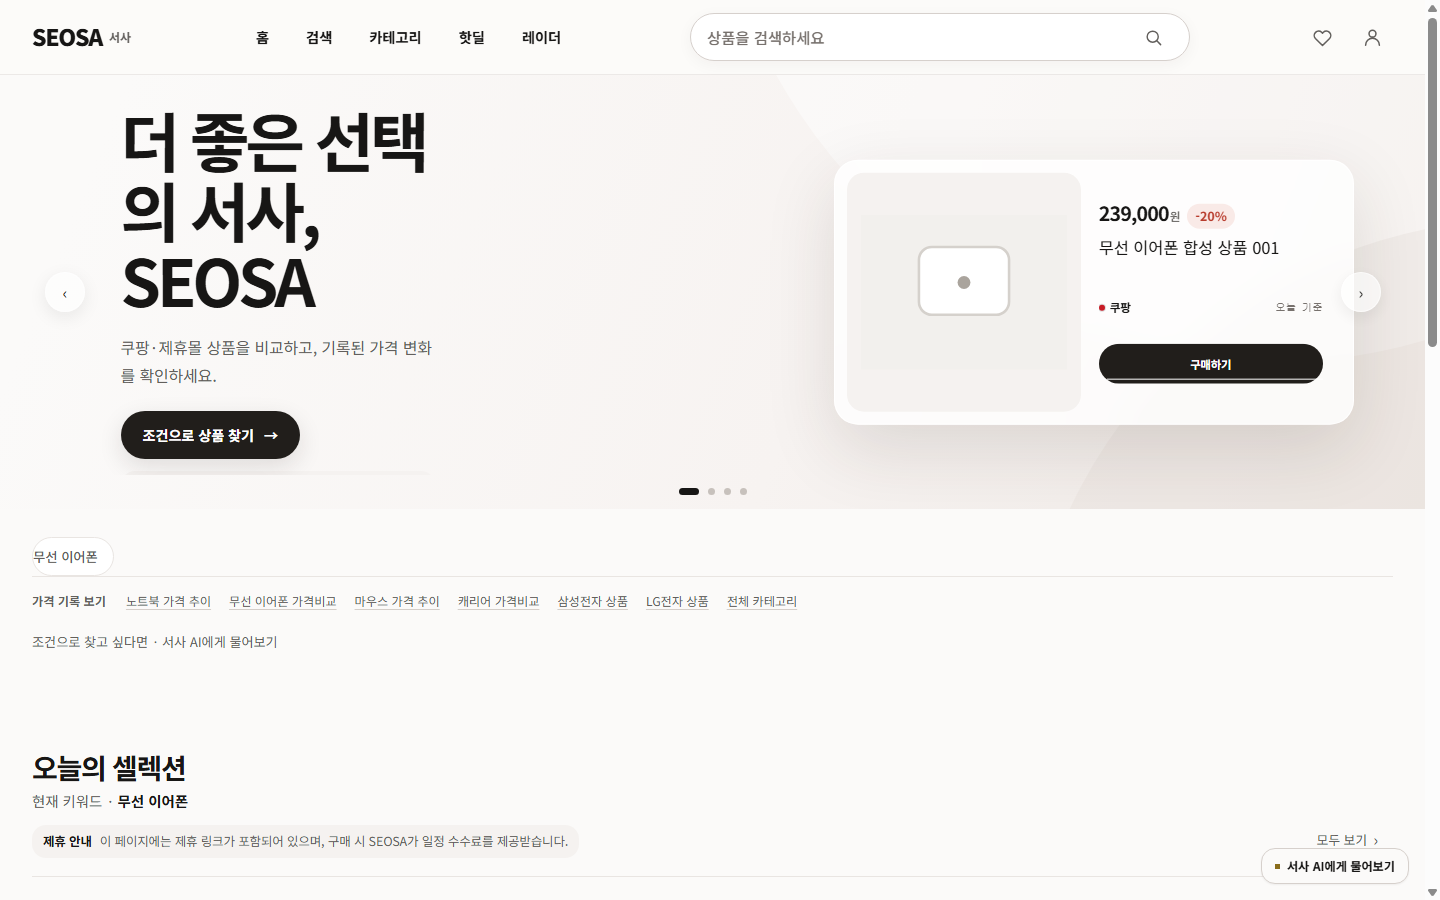 SEOSA 서사
홈 검색 카테고리 핫딜 레이더
상품을 검색하세요
더 좋은 선택
의 서사,
SEOSA
쿠팡·제휴몰 상품을 비교하고, 기록된 가격 변화
를 확인하세요.
조건으로 상품 찾기 →
239,000원 -20%
무선 이어폰 합성 상품 001
쿠팡 오늘 기준
구매하기
‹
›
무선 이어폰
가격 기록 보기 노트북 가격 추이 무선 이어폰 가격비교 마우스 가격 추이 캐리어 가격비교 삼성전자 상품 LG전자 상품 전체 카테고리
조건으로 찾고 싶다면 · 서사 AI에게 물어보기
오늘의 셀렉션
현재 키워드 · 무선 이어폰
제휴 안내 이 페이지에는 제휴 링크가 포함되어 있으며, 구매 시 SEOSA가 일정 수수료를 제공받습니다.
모두 보기 ›
서사 AI에게 물어보기